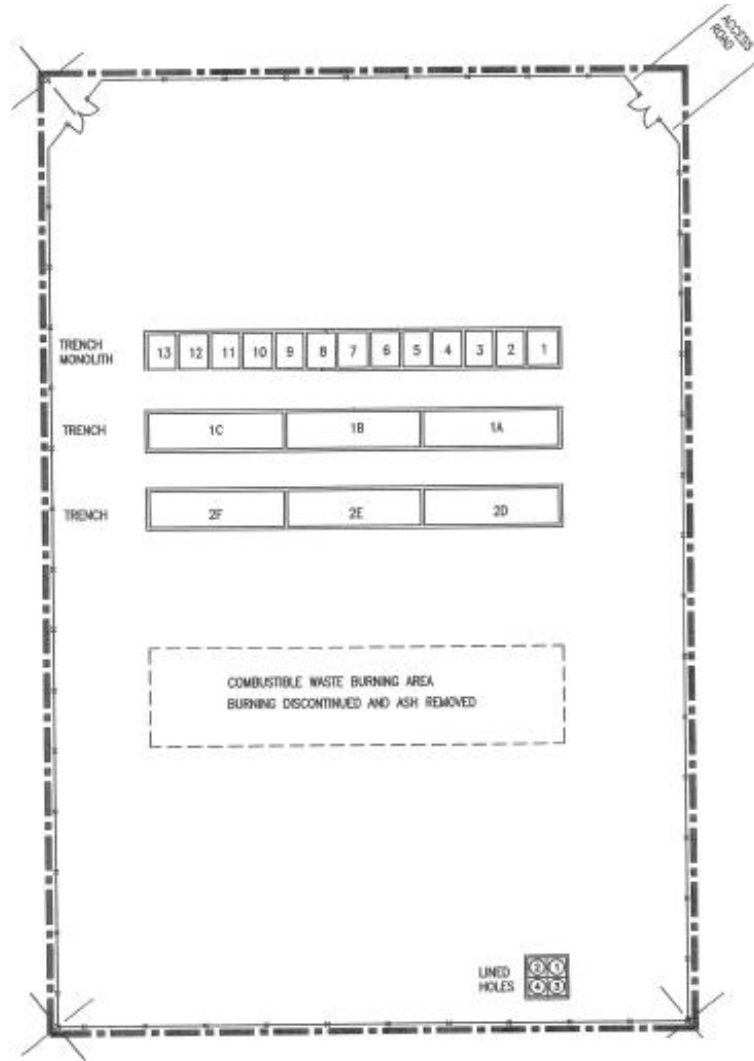 ACCESS
ROAD
TRENCH
MONOLITH
13 12 11 10 9 8 7 6 5 4 3 2 1
TRENCH
1C 1B 1A
TRENCH
2F 2E 2D
COMBUSTIBLE WASTE BURNING AREA
BURNING DISCONTINUED AND ASH REMOVED
LINED
HOLES
2 1
4 3